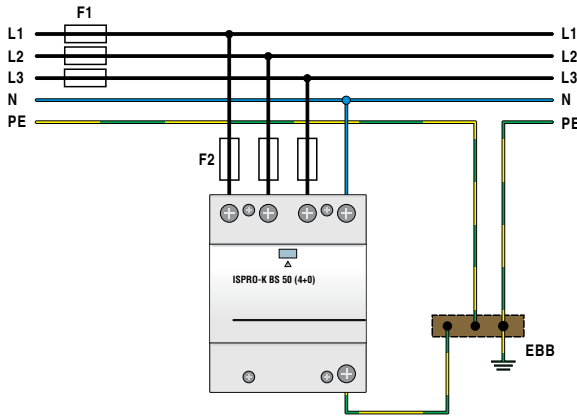 F1
L1 L1
L2 L2
L3 L3
N N
PE PE
F2
ISPRO-K BS 50 (4+0)
EBB